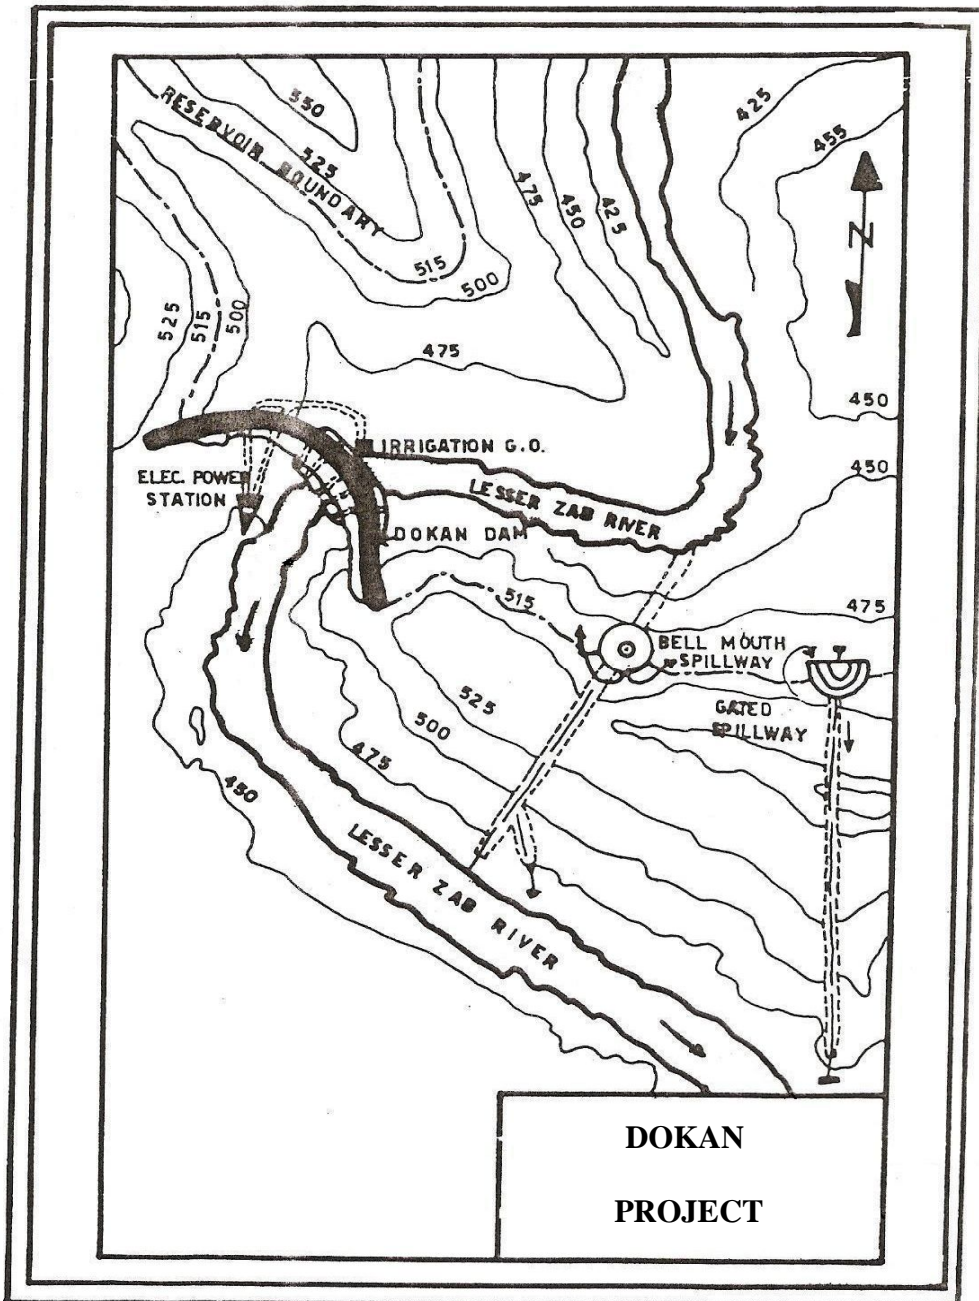 330
525
RESERVOIR BOUNDARY
515
500
475
450
425
425
455
N
525
515
500
475
450
450
IRRIGATION G.O.
ELEC. POWER
STATION
LESSER ZAB RIVER
DOKAN DAM
515
475
BELL MOUTH
SPILLWAY
GATED
SPILLWAY
525
500
475
450
LESSER ZAB RIVER
DOKAN
PROJECT